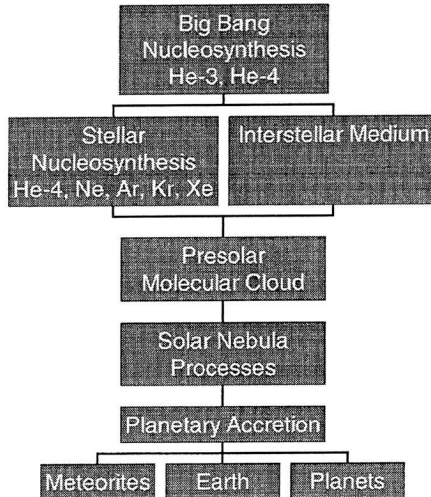 Big Bang
Nucleosynthesis
He-3, He-4
Stellar
Nucleosynthesis
He-4, Ne, Ar, Kr, Xe
Interstellar Medium
Presolar
Molecular Cloud
Solar Nebula
Processes
Planetary Accretion
Meteorites
Earth
Planets